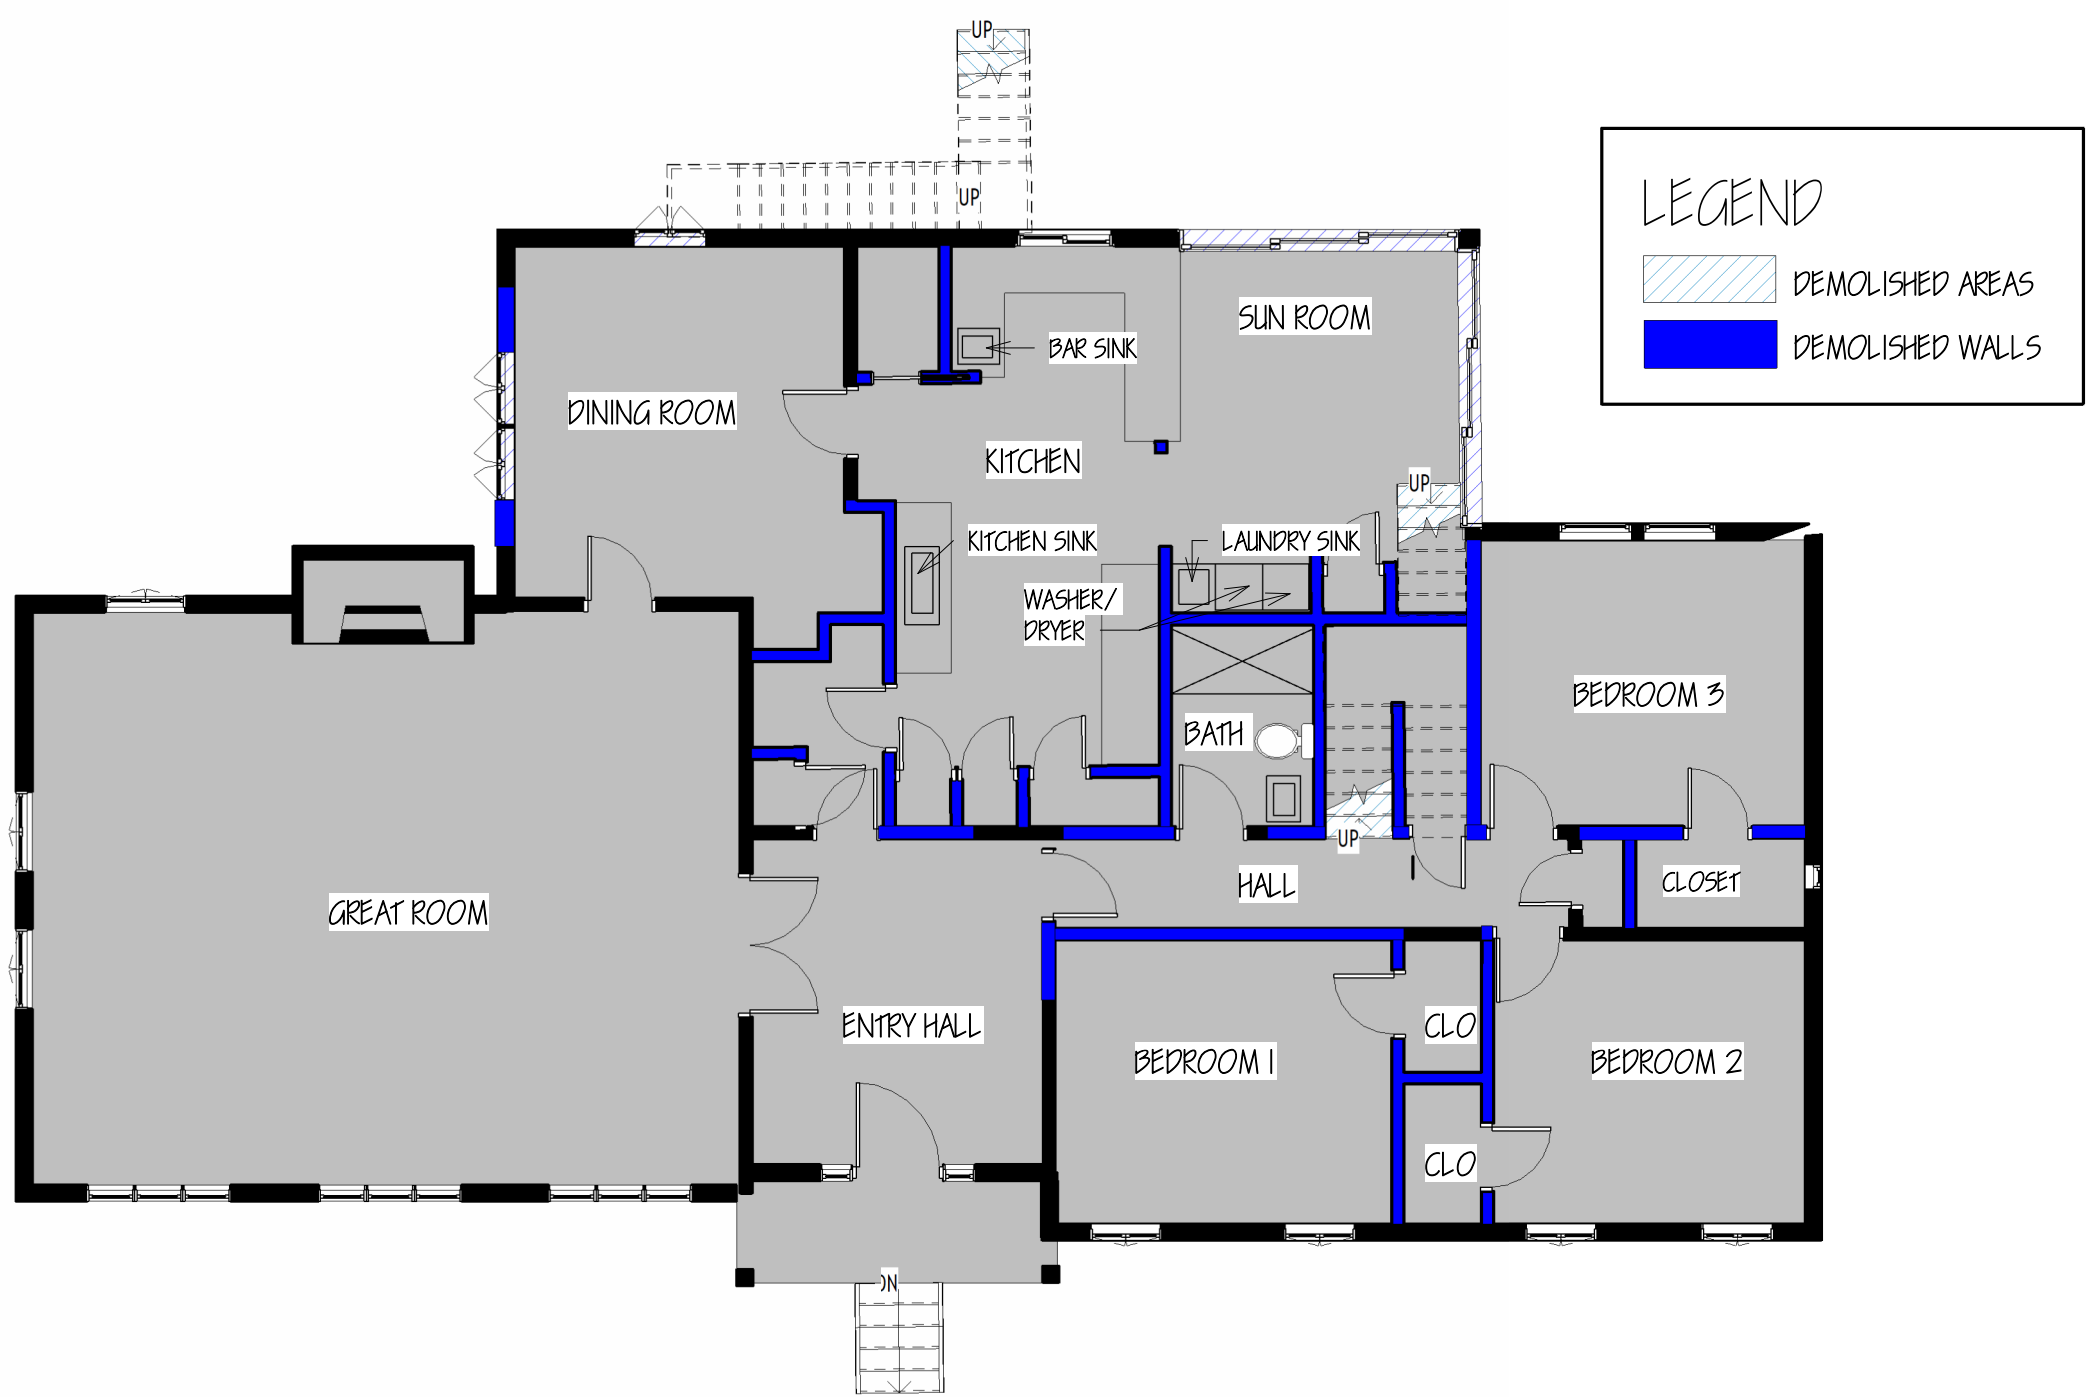 UP
UP
LEGEND
DEMOLISHED AREAS
DEMOLISHED WALLS
SUN ROOM
BAR SINK
DINING ROOM
KITCHEN
UP
KITCHEN SINK
LAUNDRY SINK
WASHER/
DRYER
BEDROOM 3
BATH
UP
HALL
CLOSET
GREAT ROOM
ENTRY HALL
CLO
BEDROOM 1
BEDROOM 2
CLO
DN